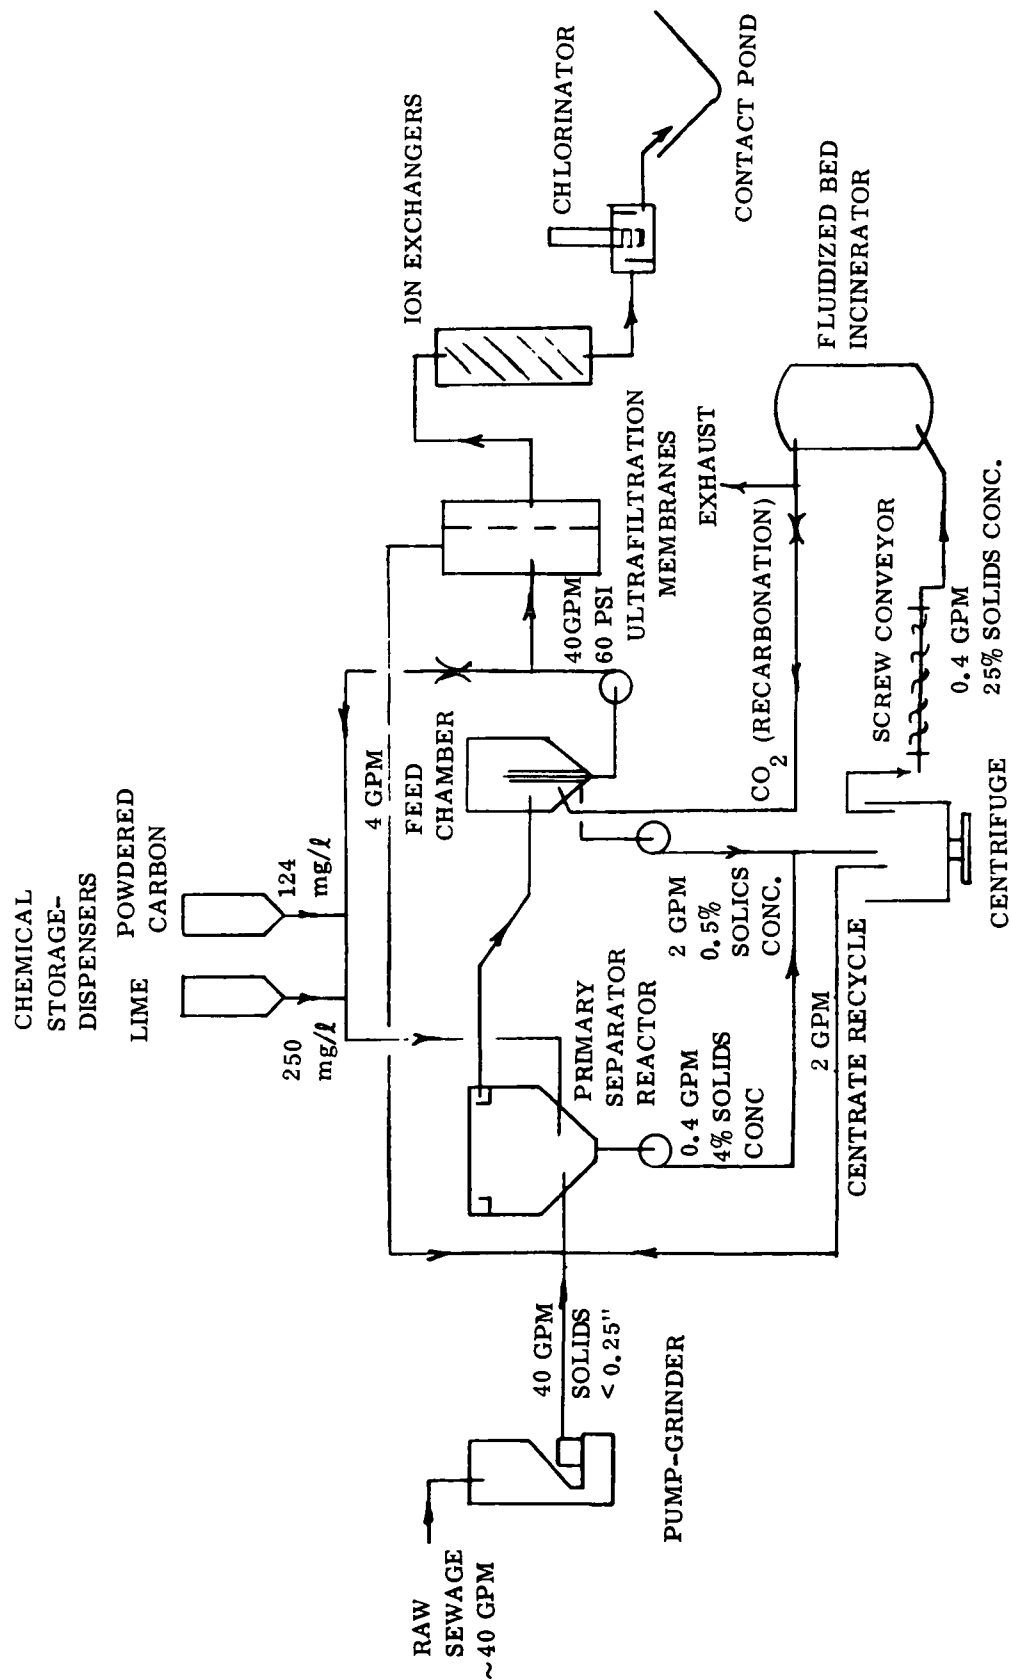 RAW
SEWAGE
~40 GPM
PUMP-GRINDER
40 GPM
SOLIDS
< 0.25"
CHEMICAL
STORAGE-
DISPENSERS
LIME
POWDERED
CARBON
250
mg/ℓ
124
mg/ℓ
4 GPM
PRIMARY
SEPARATOR
REACTOR
0.4 GPM
4% SOLIDS
CONC
FEED
CHAMBER
2 GPM
0.5%
SOLICS
CONC.
CENTRATE RECYCLE
2 GPM
CENTRIFUGE
40GPM
60 PSI
ULTRAFILTRATION
MEMBRANES
EXHAUST
CO2 (RECARBONATION)
SCREW CONVEYOR
0.4 GPM
25% SOLIDS CONC.
FLUIDIZED BED
INCINERATOR
ION EXCHANGERS
CHLORINATOR
CONTACT POND